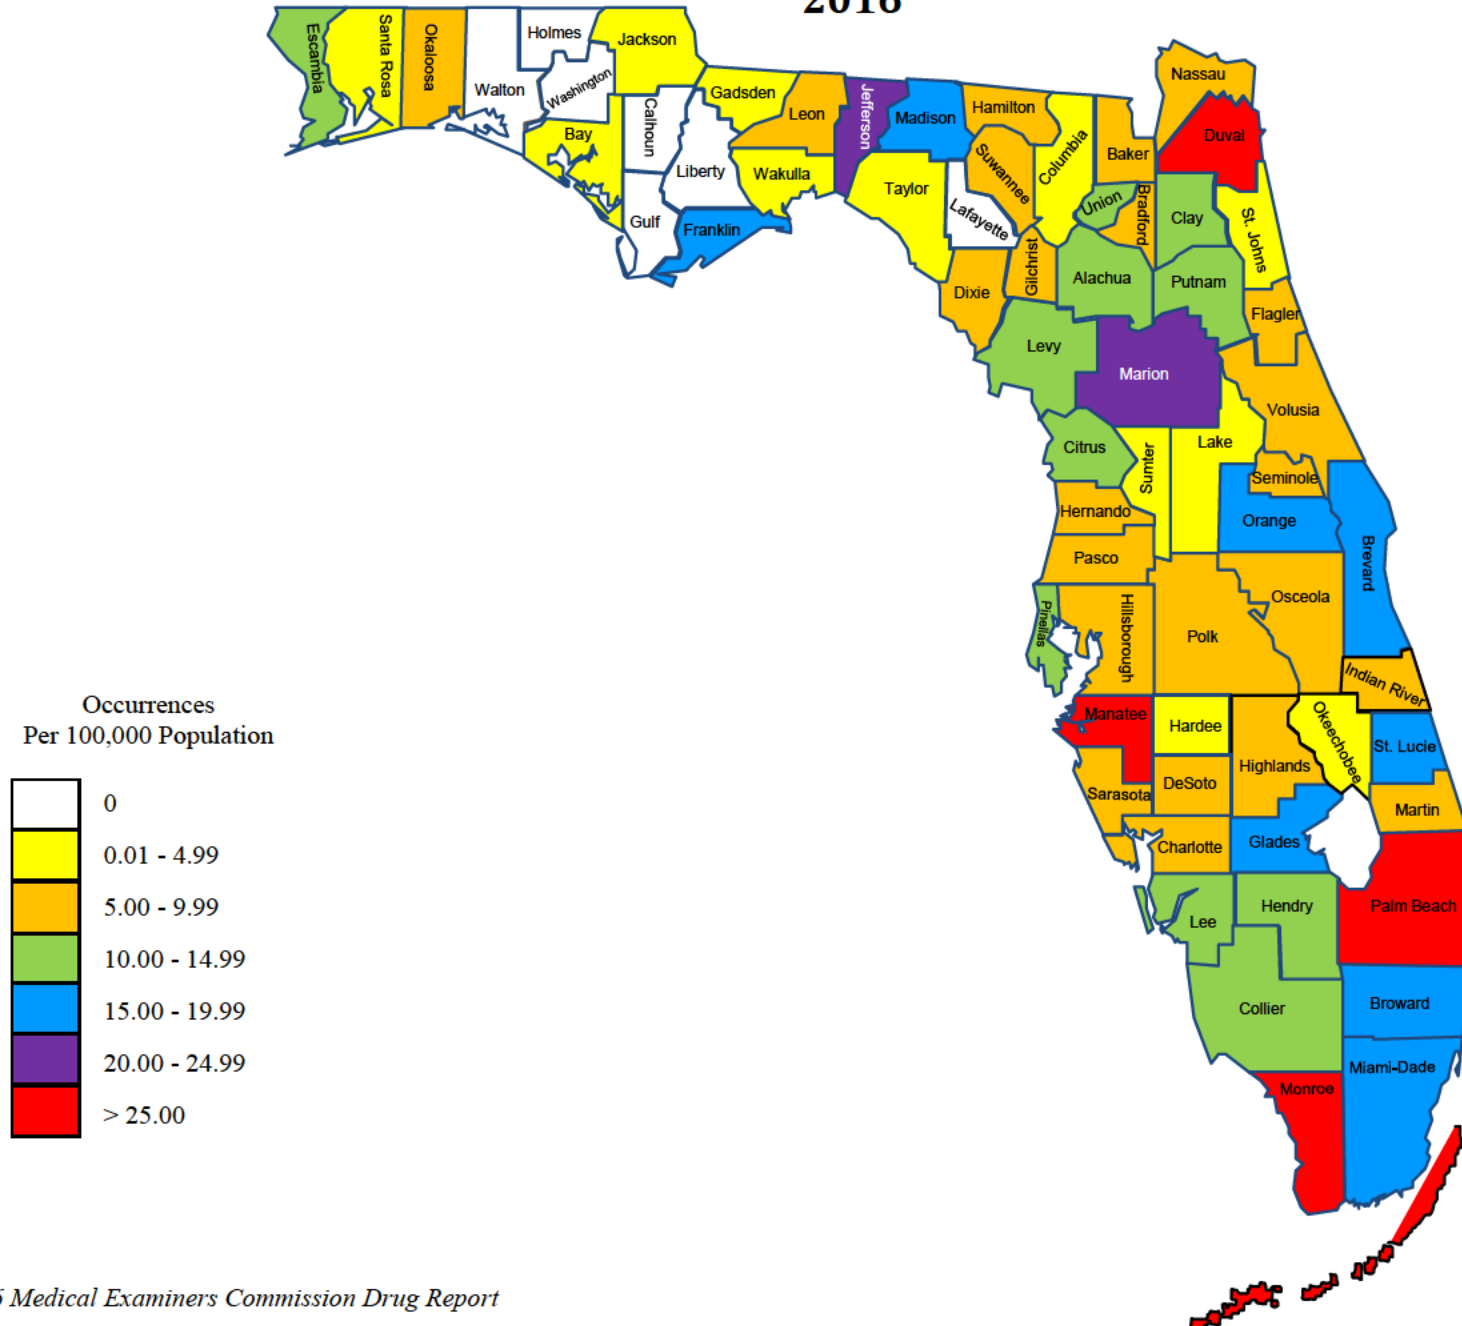 2016
Escambia
Santa Rosa
Okaloosa
Walton
Holmes
Washington
Jackson
Bay
Calhoun
Gulf
Liberty
Gadsden
Franklin
Leon
Wakulla
Jefferson
Madison
Taylor
Hamilton
Suwannee
Lafayette
Columbia
Baker
Nassau
Duval
Union
Bradford
Clay
St. Johns
Dixie
Gilchrist
Alachua
Putnam
Flagler
Levy
Marion
Volusia
Citrus
Sumter
Lake
Seminole
Hernando
Orange
Brevard
Pasco
Pinellas
Hillsborough
Polk
Osceola
Indian River
Manatee
Hardee
Highlands
Okeechobee
St. Lucie
Sarasota
DeSoto
Martin
Charlotte
Glades
Lee
Hendry
Palm Beach
Collier
Broward
Miami-Dade
Monroe
Occurrences
Per 100,000 Population
0
0.01 - 4.99
5.00 - 9.99
10.00 - 14.99
15.00 - 19.99
20.00 - 24.99
> 25.00
6 Medical Examiners Commission Drug Report